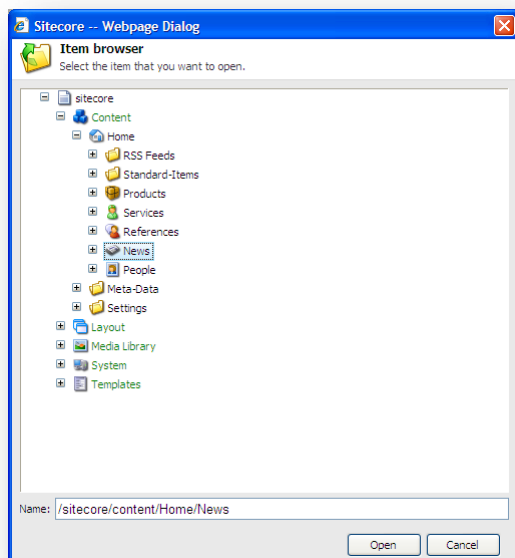 Sitecore -- Webpage Dialog
Item browser
Select the item that you want to open.
sitecore
Content
Home
RSS Feeds
Standard-Items
Products
Services
References
News
People
Meta-Data
Settings
Layout
Media Library
System
Templates
Name: /sitecore/content/Home/News
Open Cancel